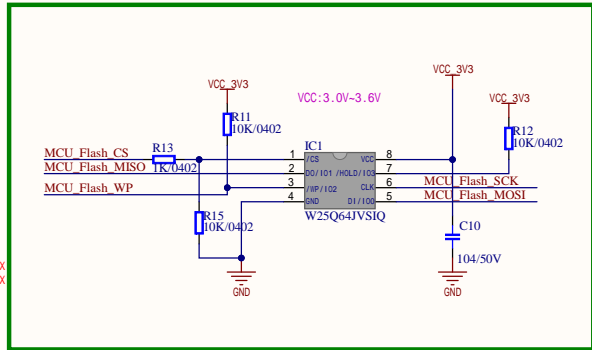 VCC_3V3
VCC_3V3
VCC:3.0V~3.6V
VCC_3V3
R11
10K/0402
R12
10K/0402
IC1
MCU_Flash_CS
R13
1K/0402
1
/CS
VCC
8
MCU_Flash_MISO
2
DO/IO1
/HOLD/IO3
7
MCU_Flash_WP
3
/WP/IO2
CLK
6
MCU_Flash_SCK
4
GND
DI/IO0
5
MCU_Flash_MOSI
W25Q64JVSIQ
R15
10K/0402
C10
104/50V
X
X
GND
GND